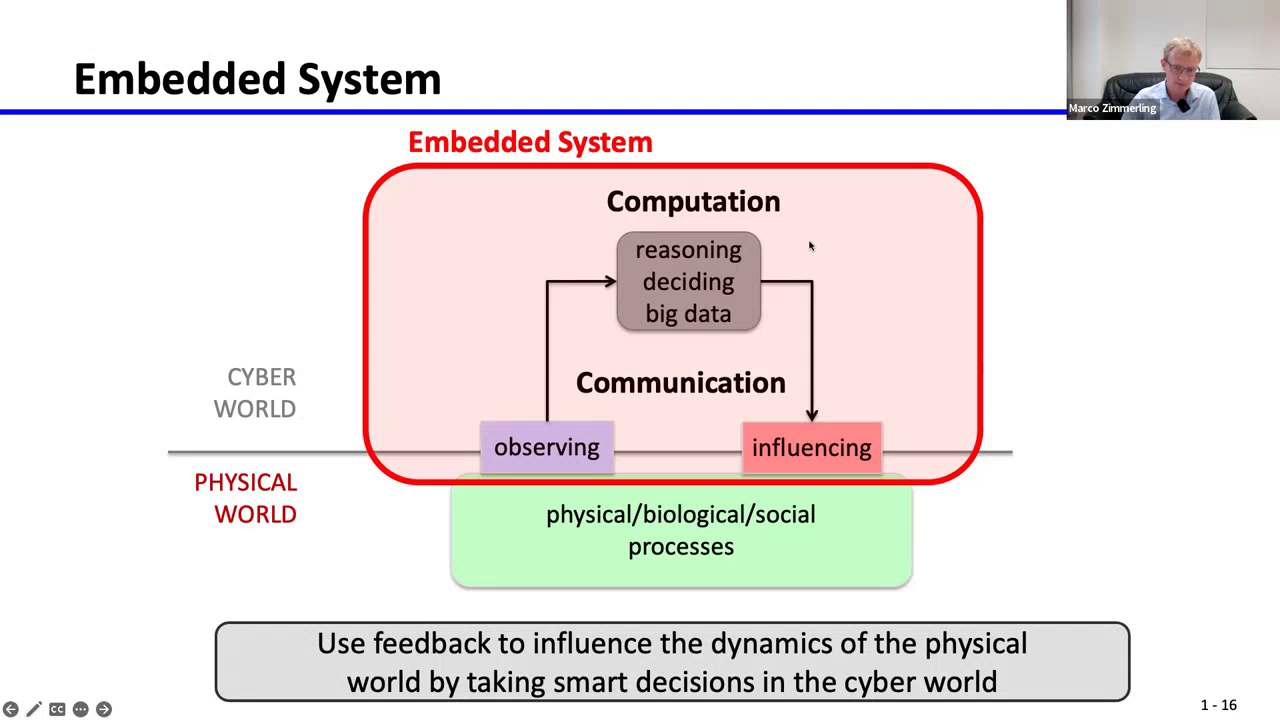 Embedded System
Marco Zimmerling
Embedded System
Computation
reasoning
deciding
big data
Communication
CYBER
WORLD
observing
influencing
PHYSICAL
WORLD
physical/biological/social
processes
Use feedback to influence the dynamics of the physical
world by taking smart decisions in the cyber world
CC
1 - 16